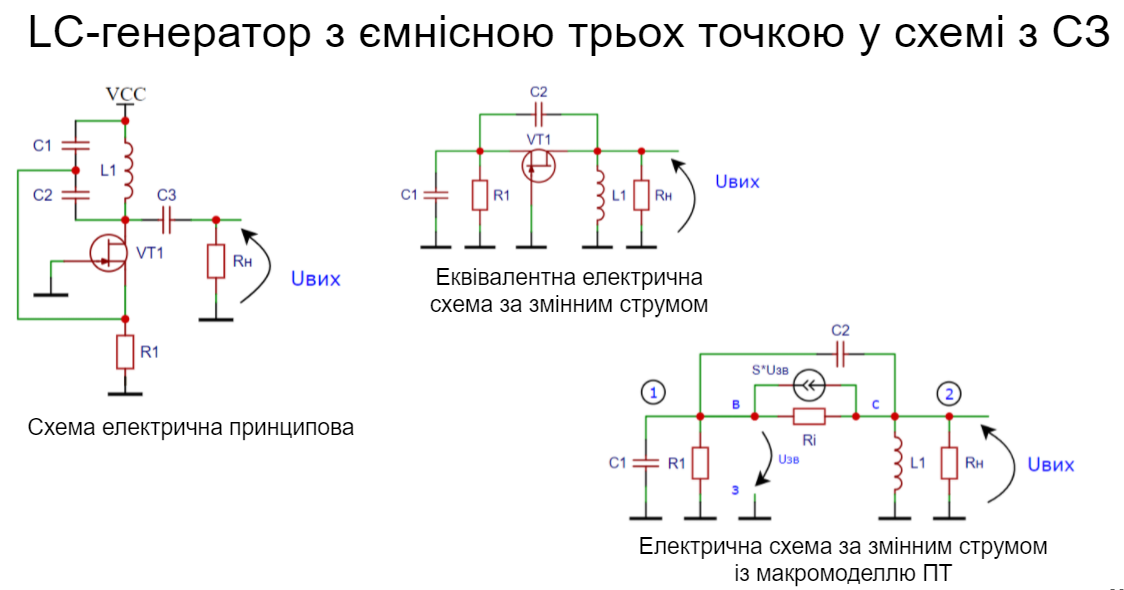 LC-генератор з ємнісною трьох точкою у схемі з СЗ
VCC
C1
L1
C2
C3
VT1
Rн
Uвих
R1
Схема електрична принципова
C2
VT1
C1
R1
L1
Rн
Uвих
Еквівалентна електрична
схема за змінним струмом
C2
S*Uзв
1
в
с
2
Ri
C1
R1
Uзв
L1
Rн
Uвих
з
Електрична схема за змінним струмом
із макромоделлю ПТ